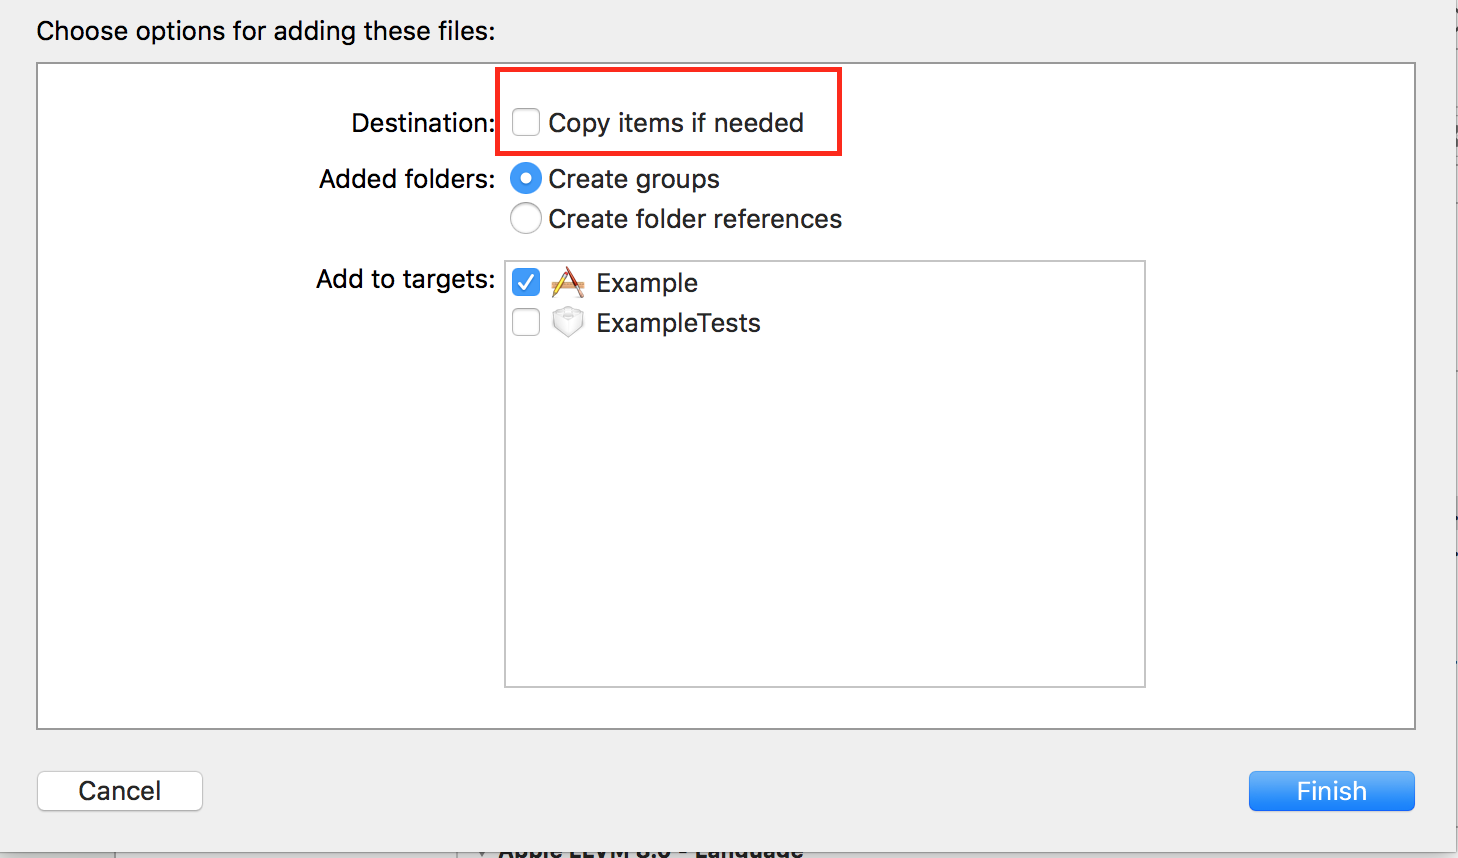 Choose options for adding these files:
Destination: Copy items if needed
Added folders: Create groups
Create folder references
Add to targets: Example
ExampleTests
Cancel Finish